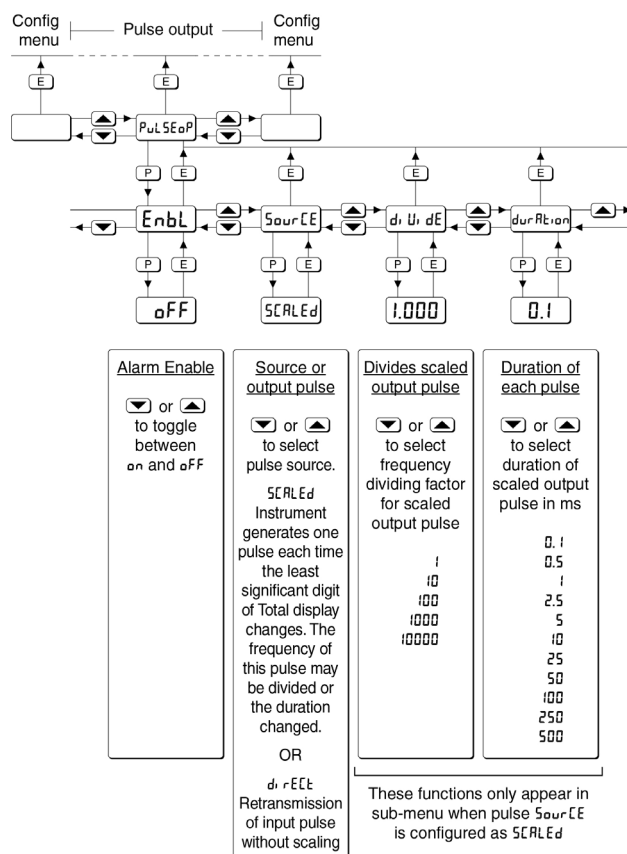 Config menu
Pulse output
Config menu
E
E
E
PuLSEoP
P
E
E
E
E
EnbL
SourCE
diVidE
durAtion
P
E
P
E
P
E
P
E
oFF
SCALEd
1.000
0.1
Alarm Enable
or
to toggle
between
on and oFF
Source or
output pulse
or
to select
pulse source.
SCALEd
Instrument
generates one
pulse each time
the least
significant digit
of Total display
changes. The
frequency of
this pulse may
be divided or
the duration
changed.
OR
dirECt
Retransmission
of input pulse
without scaling
Divides scaled
output pulse
or
to select
frequency
dividing factor
for scaled
output pulse
1
10
100
1000
10000
Duration of
each pulse
or
to select
duration of
scaled output
pulse in ms
0.1
0.5
1
2.5
5
10
25
50
100
250
500
These functions only appear in
sub-menu when pulse SourCE
is configured as SCALEd